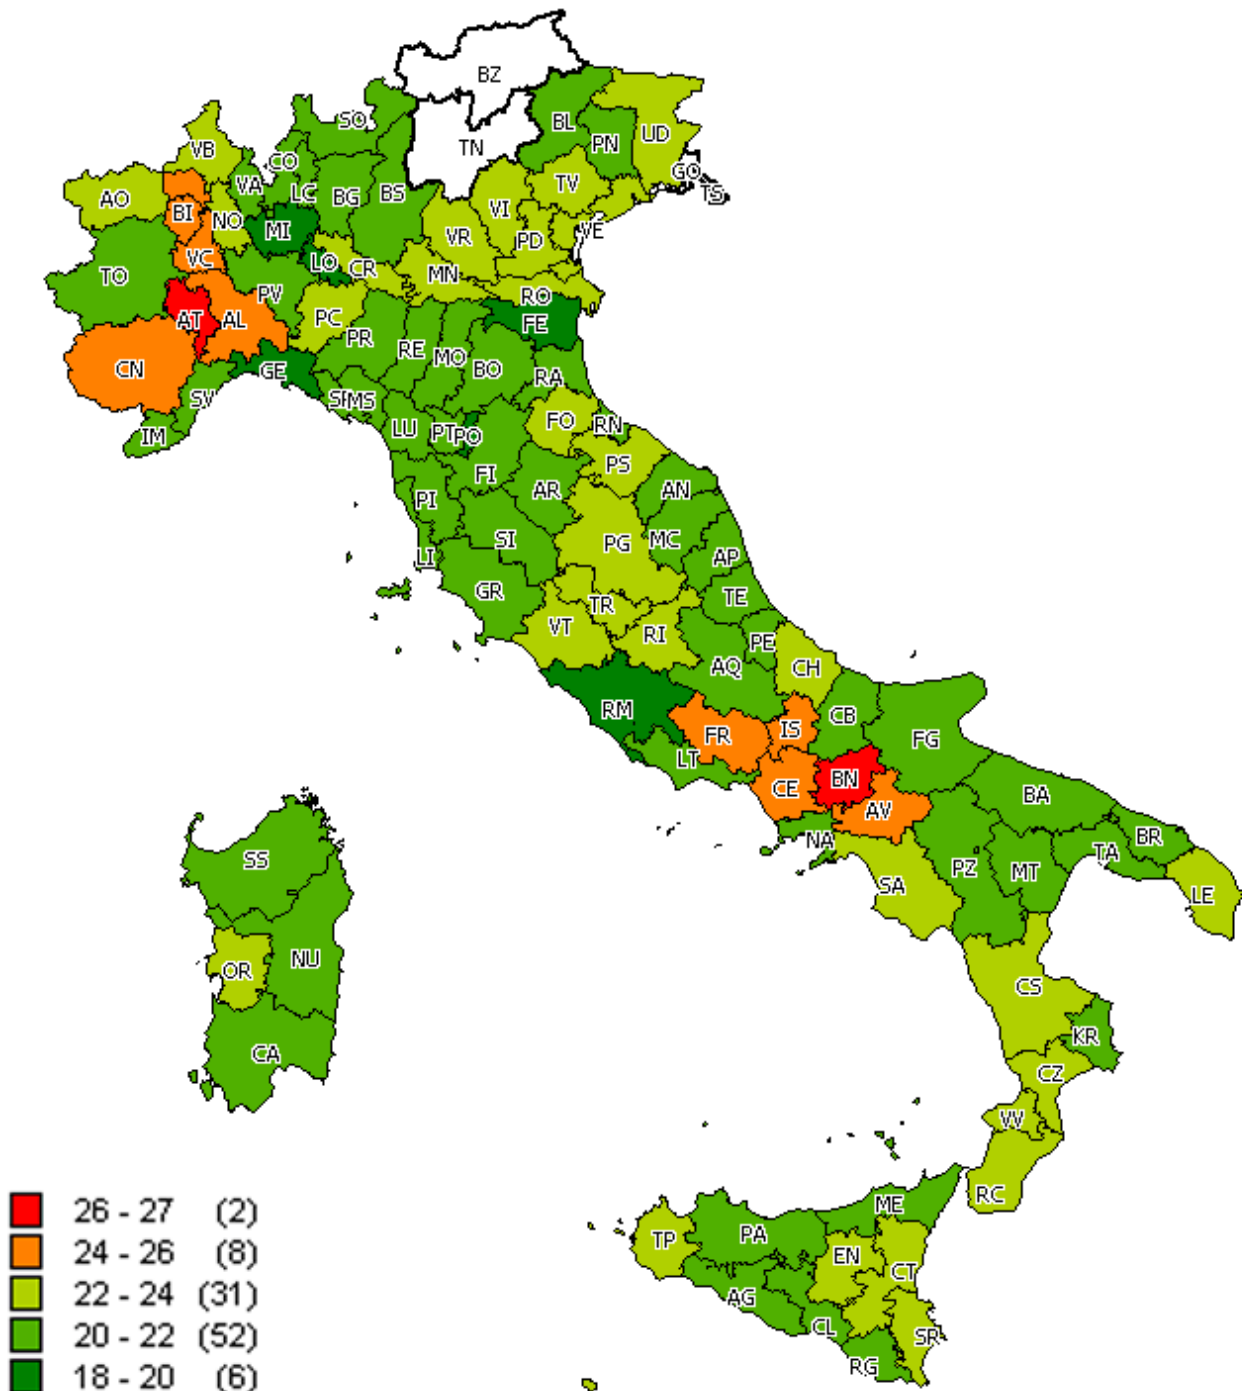 BZ
SO
BL
PN
UD
TN
VB
CO
GO
TS
AO
VA
LC
BG
BS
TV
BI
NO
MI
VI
VE
VR
PD
VC
LO
CR
MN
TO
PV
RO
AT
AL
PC
FE
PR
RE
MO
BO
CN
GE
RA
SV
MS
FO
RN
IM
LU
PT
PO
PS
FI
AR
AN
PI
SI
PG
MC
LI
AP
GR
TR
TE
VT
RI
PE
AQ
CH
RM
CB
FR
IS
FG
LT
CE
BN
BA
AV
NA
BR
SS
PZ
MT
TA
SA
LE
OR
NU
CS
KR
CA
CZ
VV
RC
ME
TP
PA
EN
CT
AG
CL
SR
RG
26 - 27 (2)
24 - 26 (8)
22 - 24 (31)
20 - 22 (52)
18 - 20 (6)